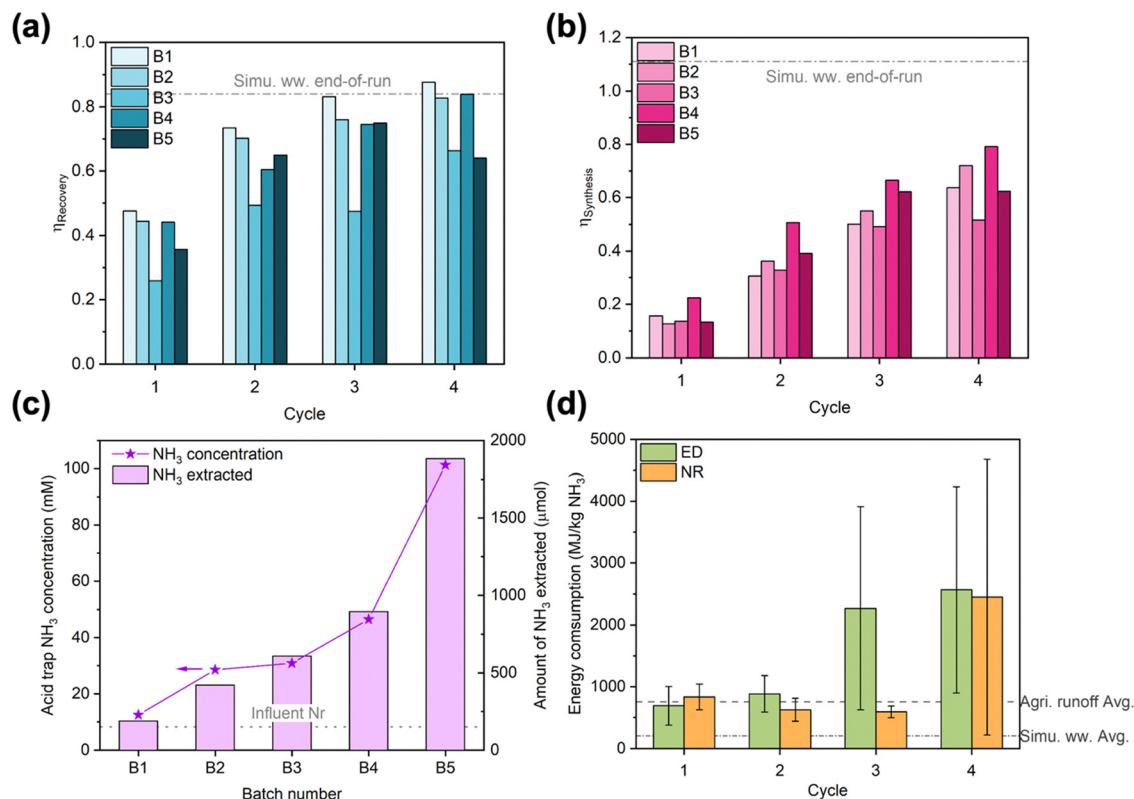 (a)
1.0
0.8
0.6
0.4
0.2
0.0
ηRecovery
B1
B2
B3
B4
B5
Simu. ww. end-of-run
1 2 3 4
Cycle
(b)
1.2
1.0
0.8
0.6
0.4
0.2
0.0
ηSynthesis
B1
B2
B3
B4
B5
Simu. ww. end-of-run
1 2 3 4
Cycle
(c)
100
80
60
40
20
0
Acid trap NH3 concentration (mM)
NH3 concentration
NH3 extracted
Influent Nr
2000
1500
1000
500
0
Amount of NH3 extracted (μmol)
B1 B2 B3 B4 B5
Batch number
(d)
5000
4000
3000
2000
1000
0
Energy comsumption (MJ/kg NH3)
ED
NR
Agri. runoff Avg.
Simu. ww. Avg.
1 2 3 4
Cycle